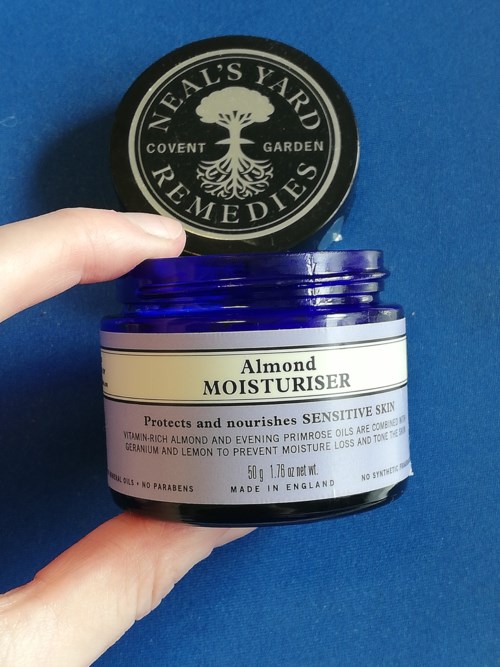 NEAL'S YARD
COVENT GARDEN
REMEDIES
Almond
MOISTURISER
Protects and nourishes SENSITIVE SKIN
VITAMIN-RICH ALMOND AND EVENING PRIMROSE OILS ARE COMBINED WITH
GERANIUM AND LEMON TO PREVENT MOISTURE LOSS AND TONE THE SKIN
50 g 1.76 oz net wt.
OILS • NO PARABENS MADE IN ENGLAND NO SYNTHETIC